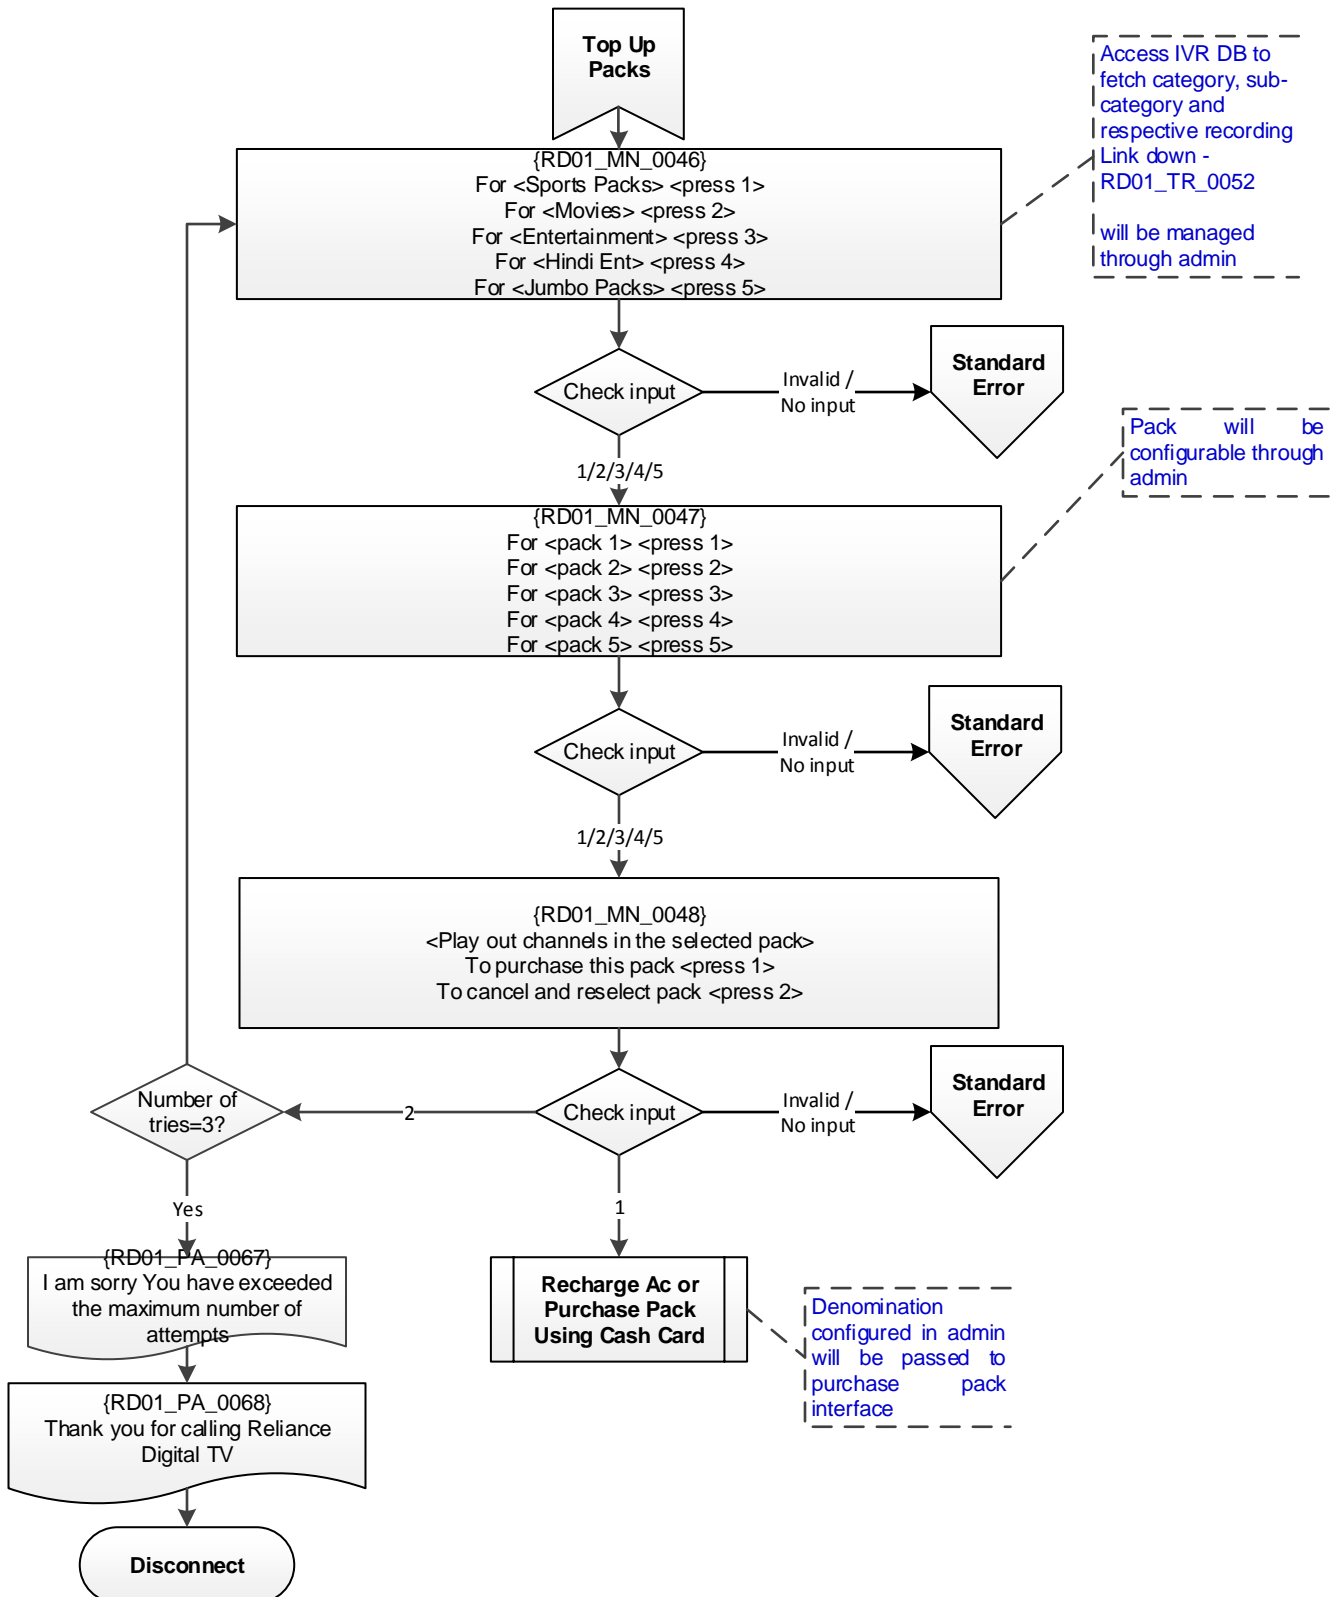 Top Up
Packs
Access IVR DB to
fetch category, sub-
category and
respective recording
Link down -
RD01_TR_0052
will be managed
through admin
{RD01_MN_0046}
For <Sports Packs> <press 1>
For <Movies> <press 2>
For <Entertainment> <press 3>
For <Hindi Ent> <press 4>
For <Jumbo Packs> <press 5>
Check input
Invalid /
No input
Standard
Error
1/2/3/4/5
Pack will be
configurable through
admin
{RD01_MN_0047}
For <pack 1> <press 1>
For <pack 2> <press 2>
For <pack 3> <press 3>
For <pack 4> <press 4>
For <pack 5> <press 5>
Check input
Invalid /
No input
Standard
Error
1/2/3/4/5
{RD01_MN_0048}
<Play out channels in the selected pack>
To purchase this pack <press 1>
To cancel and reselect pack <press 2>
Number of
tries=3?
2
Check input
Invalid /
No input
Standard
Error
Yes
1
{RD01_PA_0067}
I am sorry You have exceeded
the maximum number of
attempts
Recharge Ac or
Purchase Pack
Using Cash Card
Denomination
configured in admin
will be passed to
purchase pack
interface
{RD01_PA_0068}
Thank you for calling Reliance
Digital TV
Disconnect